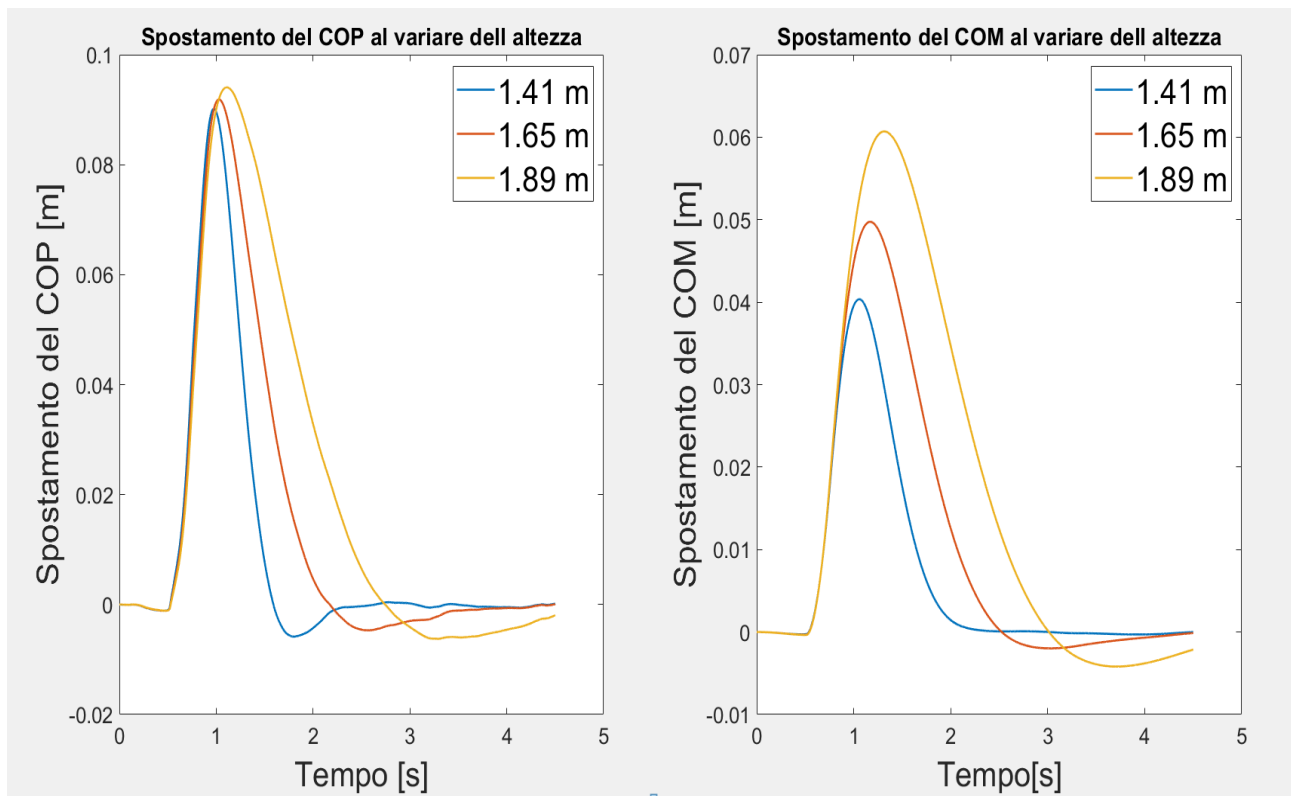 Spostamento del COP al variare dell altezza
0.1
0.08
0.06
0.04
0.02
0
-0.02
0
1
2
3
4
5
Spostamento del COP [m]
Tempo [s]
1.41 m
1.65 m
1.89 m
Spostamento del COM al variare dell altezza
0.07
0.06
0.05
0.04
0.03
0.02
0.01
0
-0.01
0
1
2
3
4
5
Spostamento del COM [m]
Tempo[s]
1.41 m
1.65 m
1.89 m